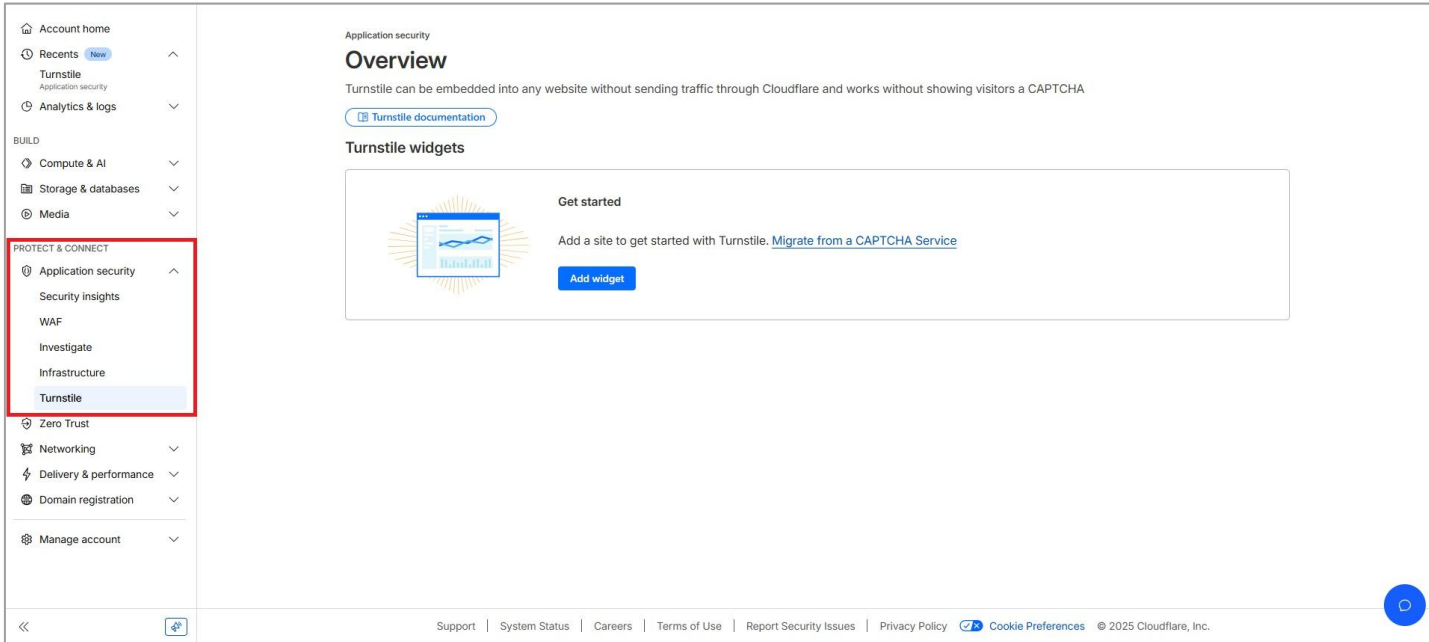 Account home
Recents New
Turnstile
Application security
Analytics & logs
BUILD
Compute & AI
Storage & databases
Media
PROTECT & CONNECT
Application security
Security insights
WAF
Investigate
Infrastructure
Turnstile
Zero Trust
Networking
Delivery & performance
Domain registration
Manage account
Application security
Overview
Turnstile can be embedded into any website without sending traffic through Cloudflare and works without showing visitors a CAPTCHA
Turnstile documentation
Turnstile widgets
Get started
Add a site to get started with Turnstile. Migrate from a CAPTCHA Service
Add widget
Support | System Status | Careers | Terms of Use | Report Security Issues | Privacy Policy Cookie Preferences © 2025 Cloudflare, Inc.